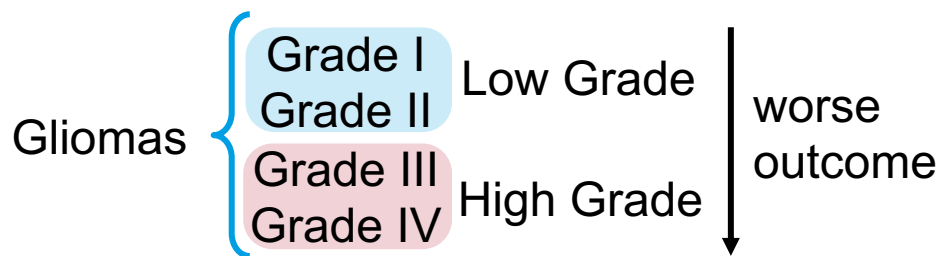 Gliomas
Grade I
Grade II
Low Grade
Grade III
Grade IV
High Grade
worse
outcome